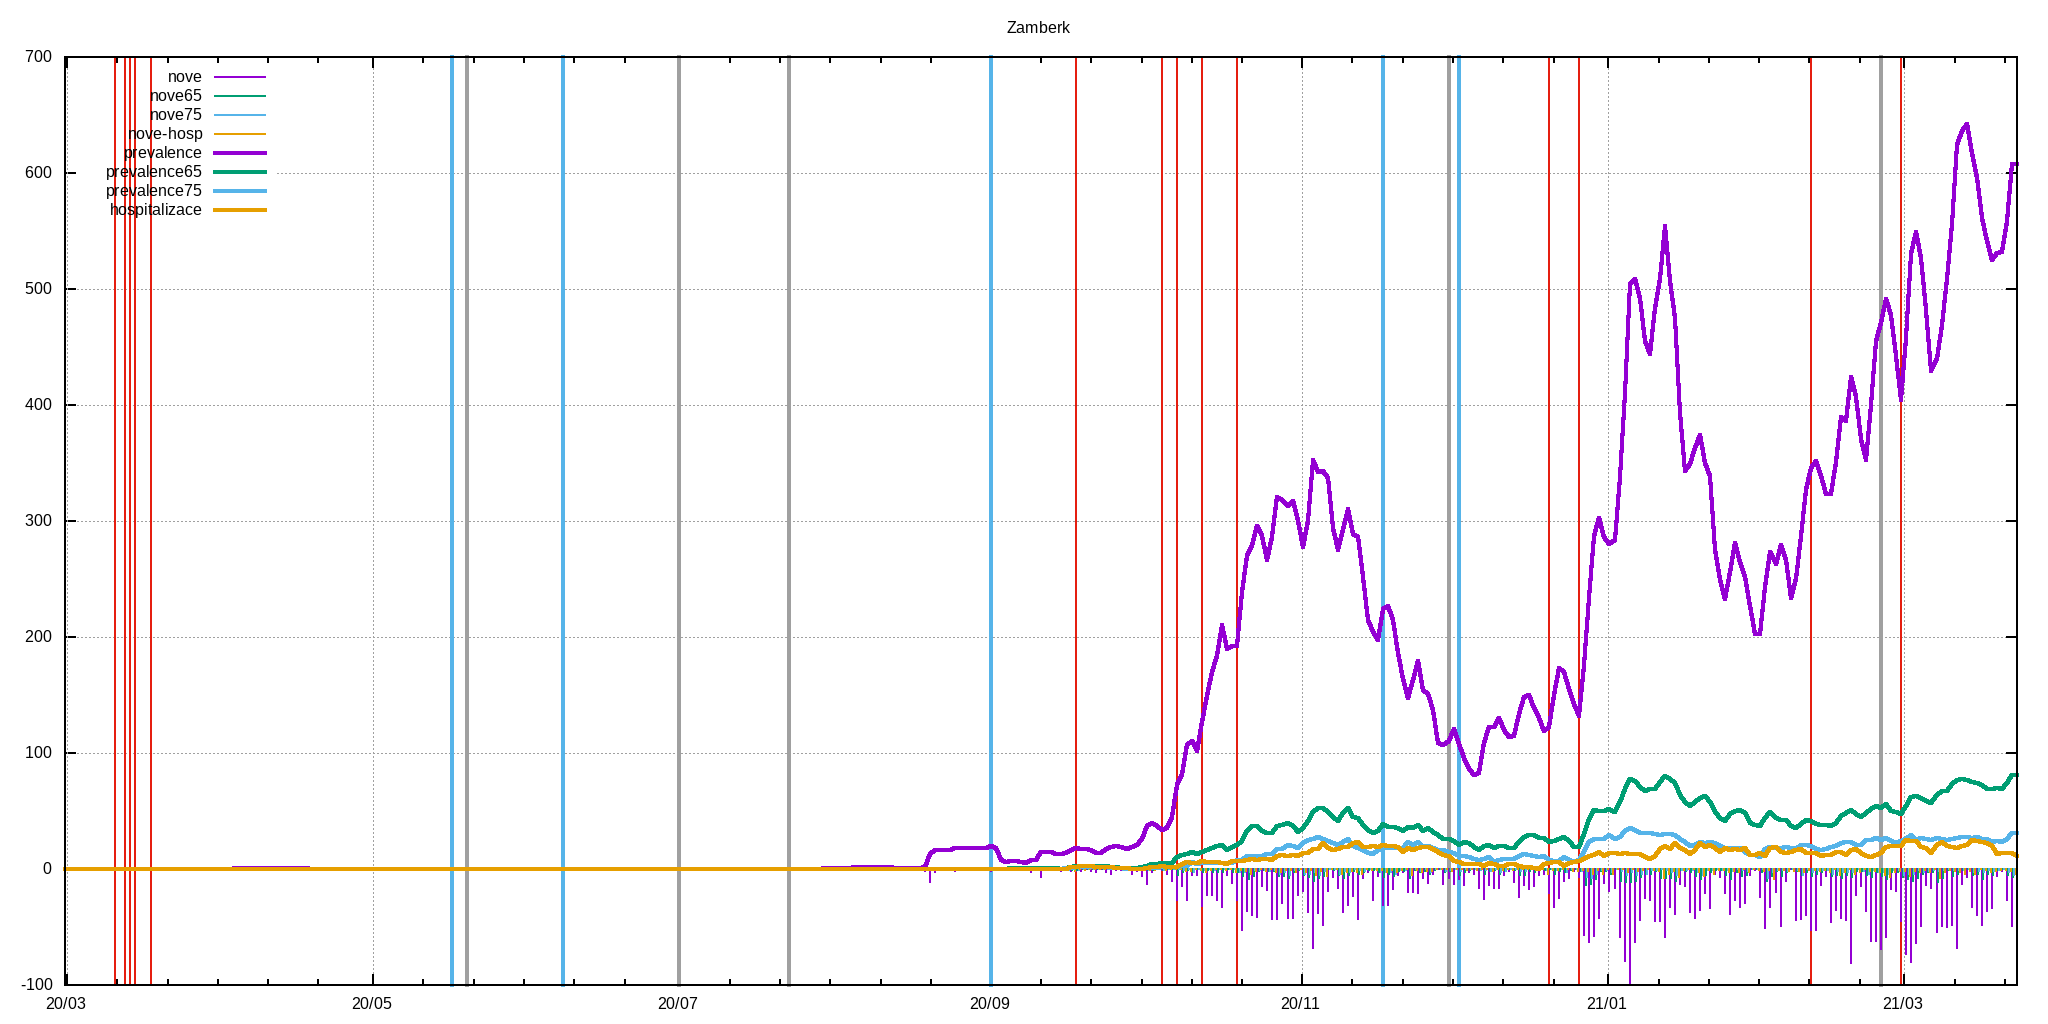 Zamberk
700
600
500
400
300
200
100
0
-100
nove
nove65
nove75
nove-hosp
prevalence
prevalence65
prevalence75
hospitalizace
20/03 20/05 20/07 20/09 20/11 21/01 21/03